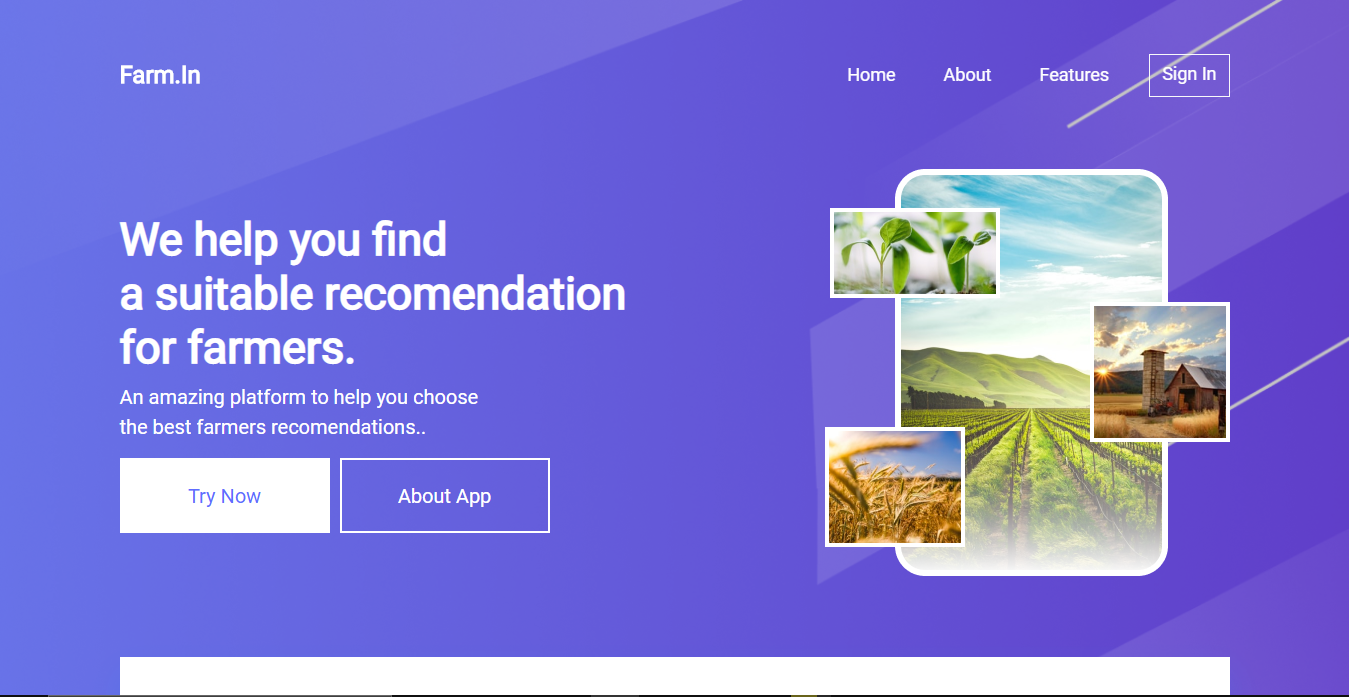 Farm.In
Home About Features Sign In
We help you find
a suitable recomendation
for farmers.
An amazing platform to help you choose
the best farmers recomendations..
Try Now About App